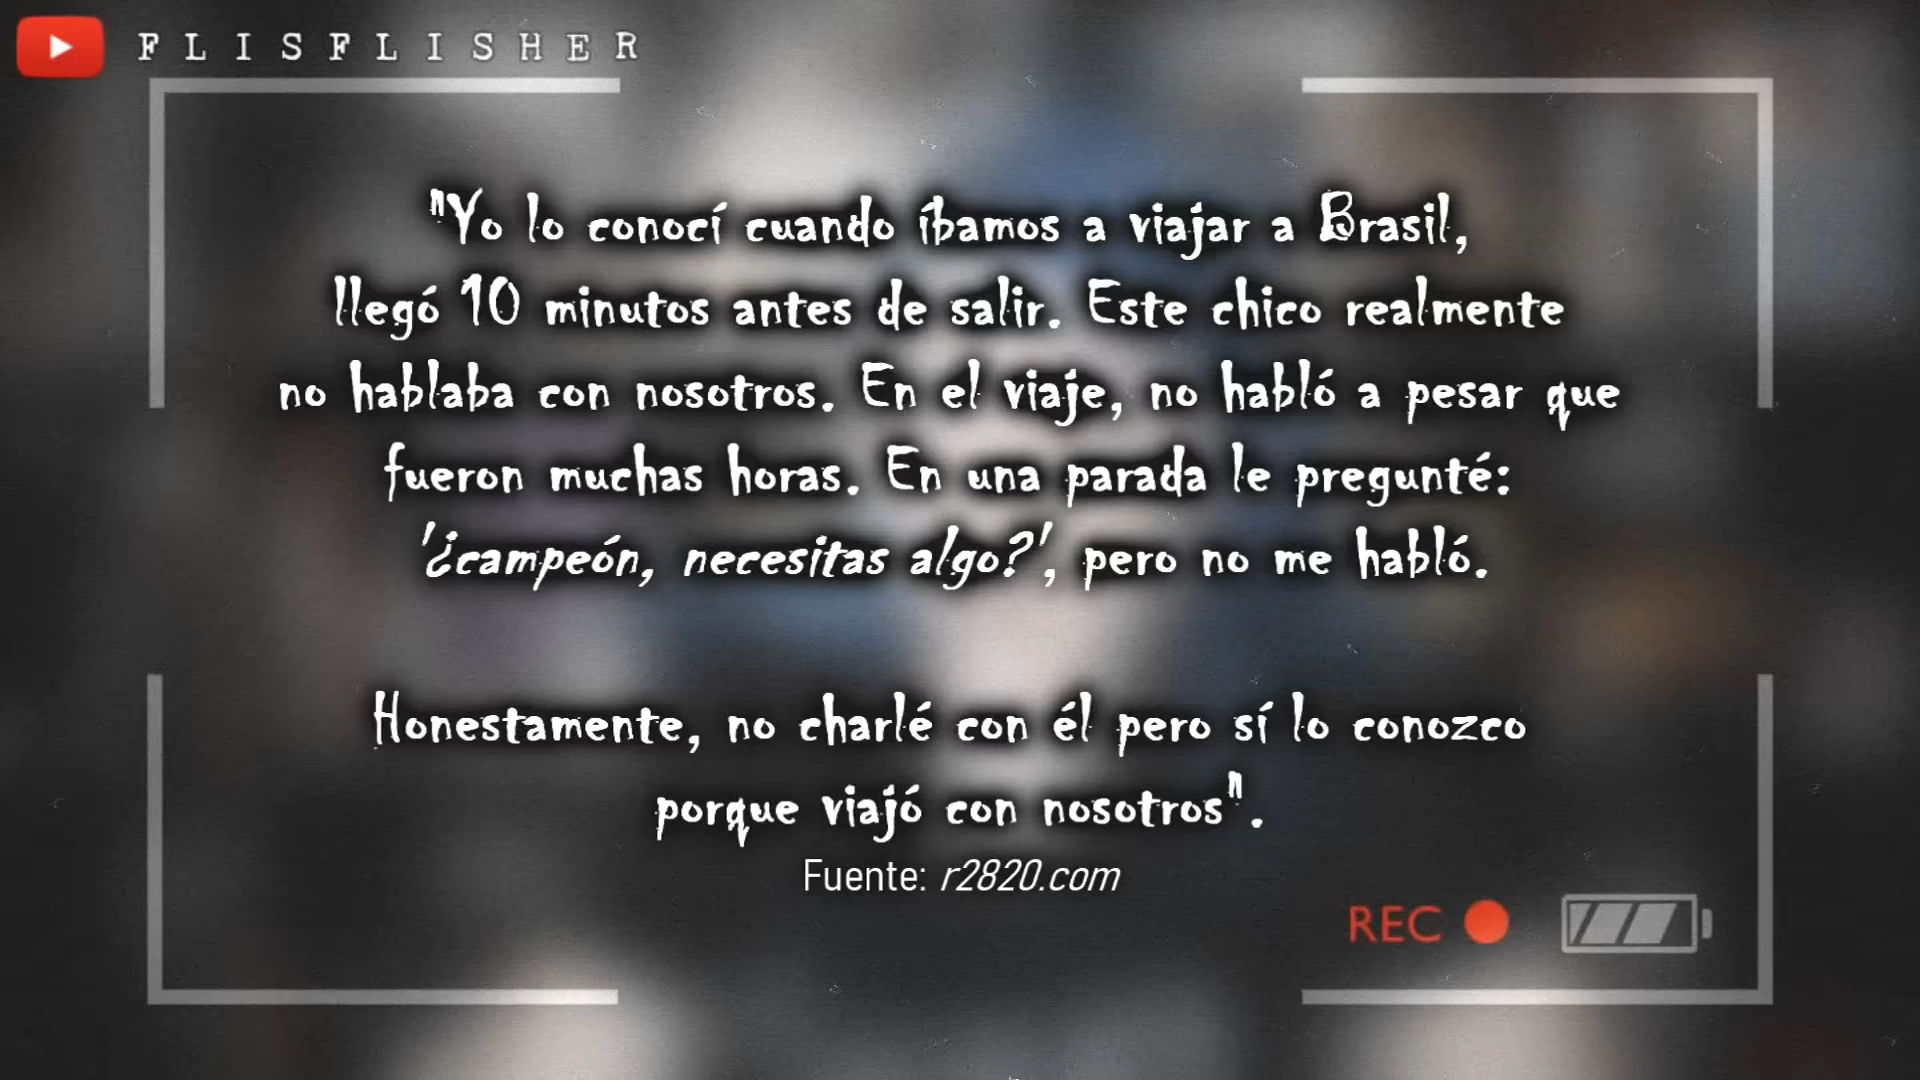 FLISFLISHER
"Yo lo conocí cuando íbamos a viajar a Brasil,
llegó 10 minutos antes de salir. Este chico realmente
no hablaba con nosotros. En el viaje, no habló a pesar que
fueron muchas horas. En una parada le pregunté:
'¿campeón, necesitas algo?', pero no me habló.
Honestamente, no charlé con él pero sí lo conozco
porque viajó con nosotros".
Fuente: r2820.com
REC